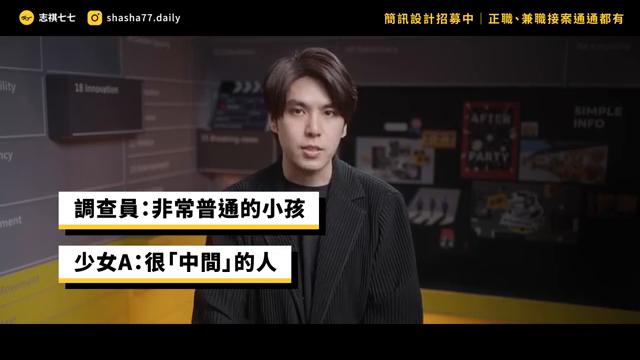 志祺七七
shasha77.daily
簡訊設計招募中｜正職、兼職接案通通都有
18 Innovation
AFTER
PARTY
SIMPLE
INFO
調查員：非常普通的小孩
少女A：很「中間」的人